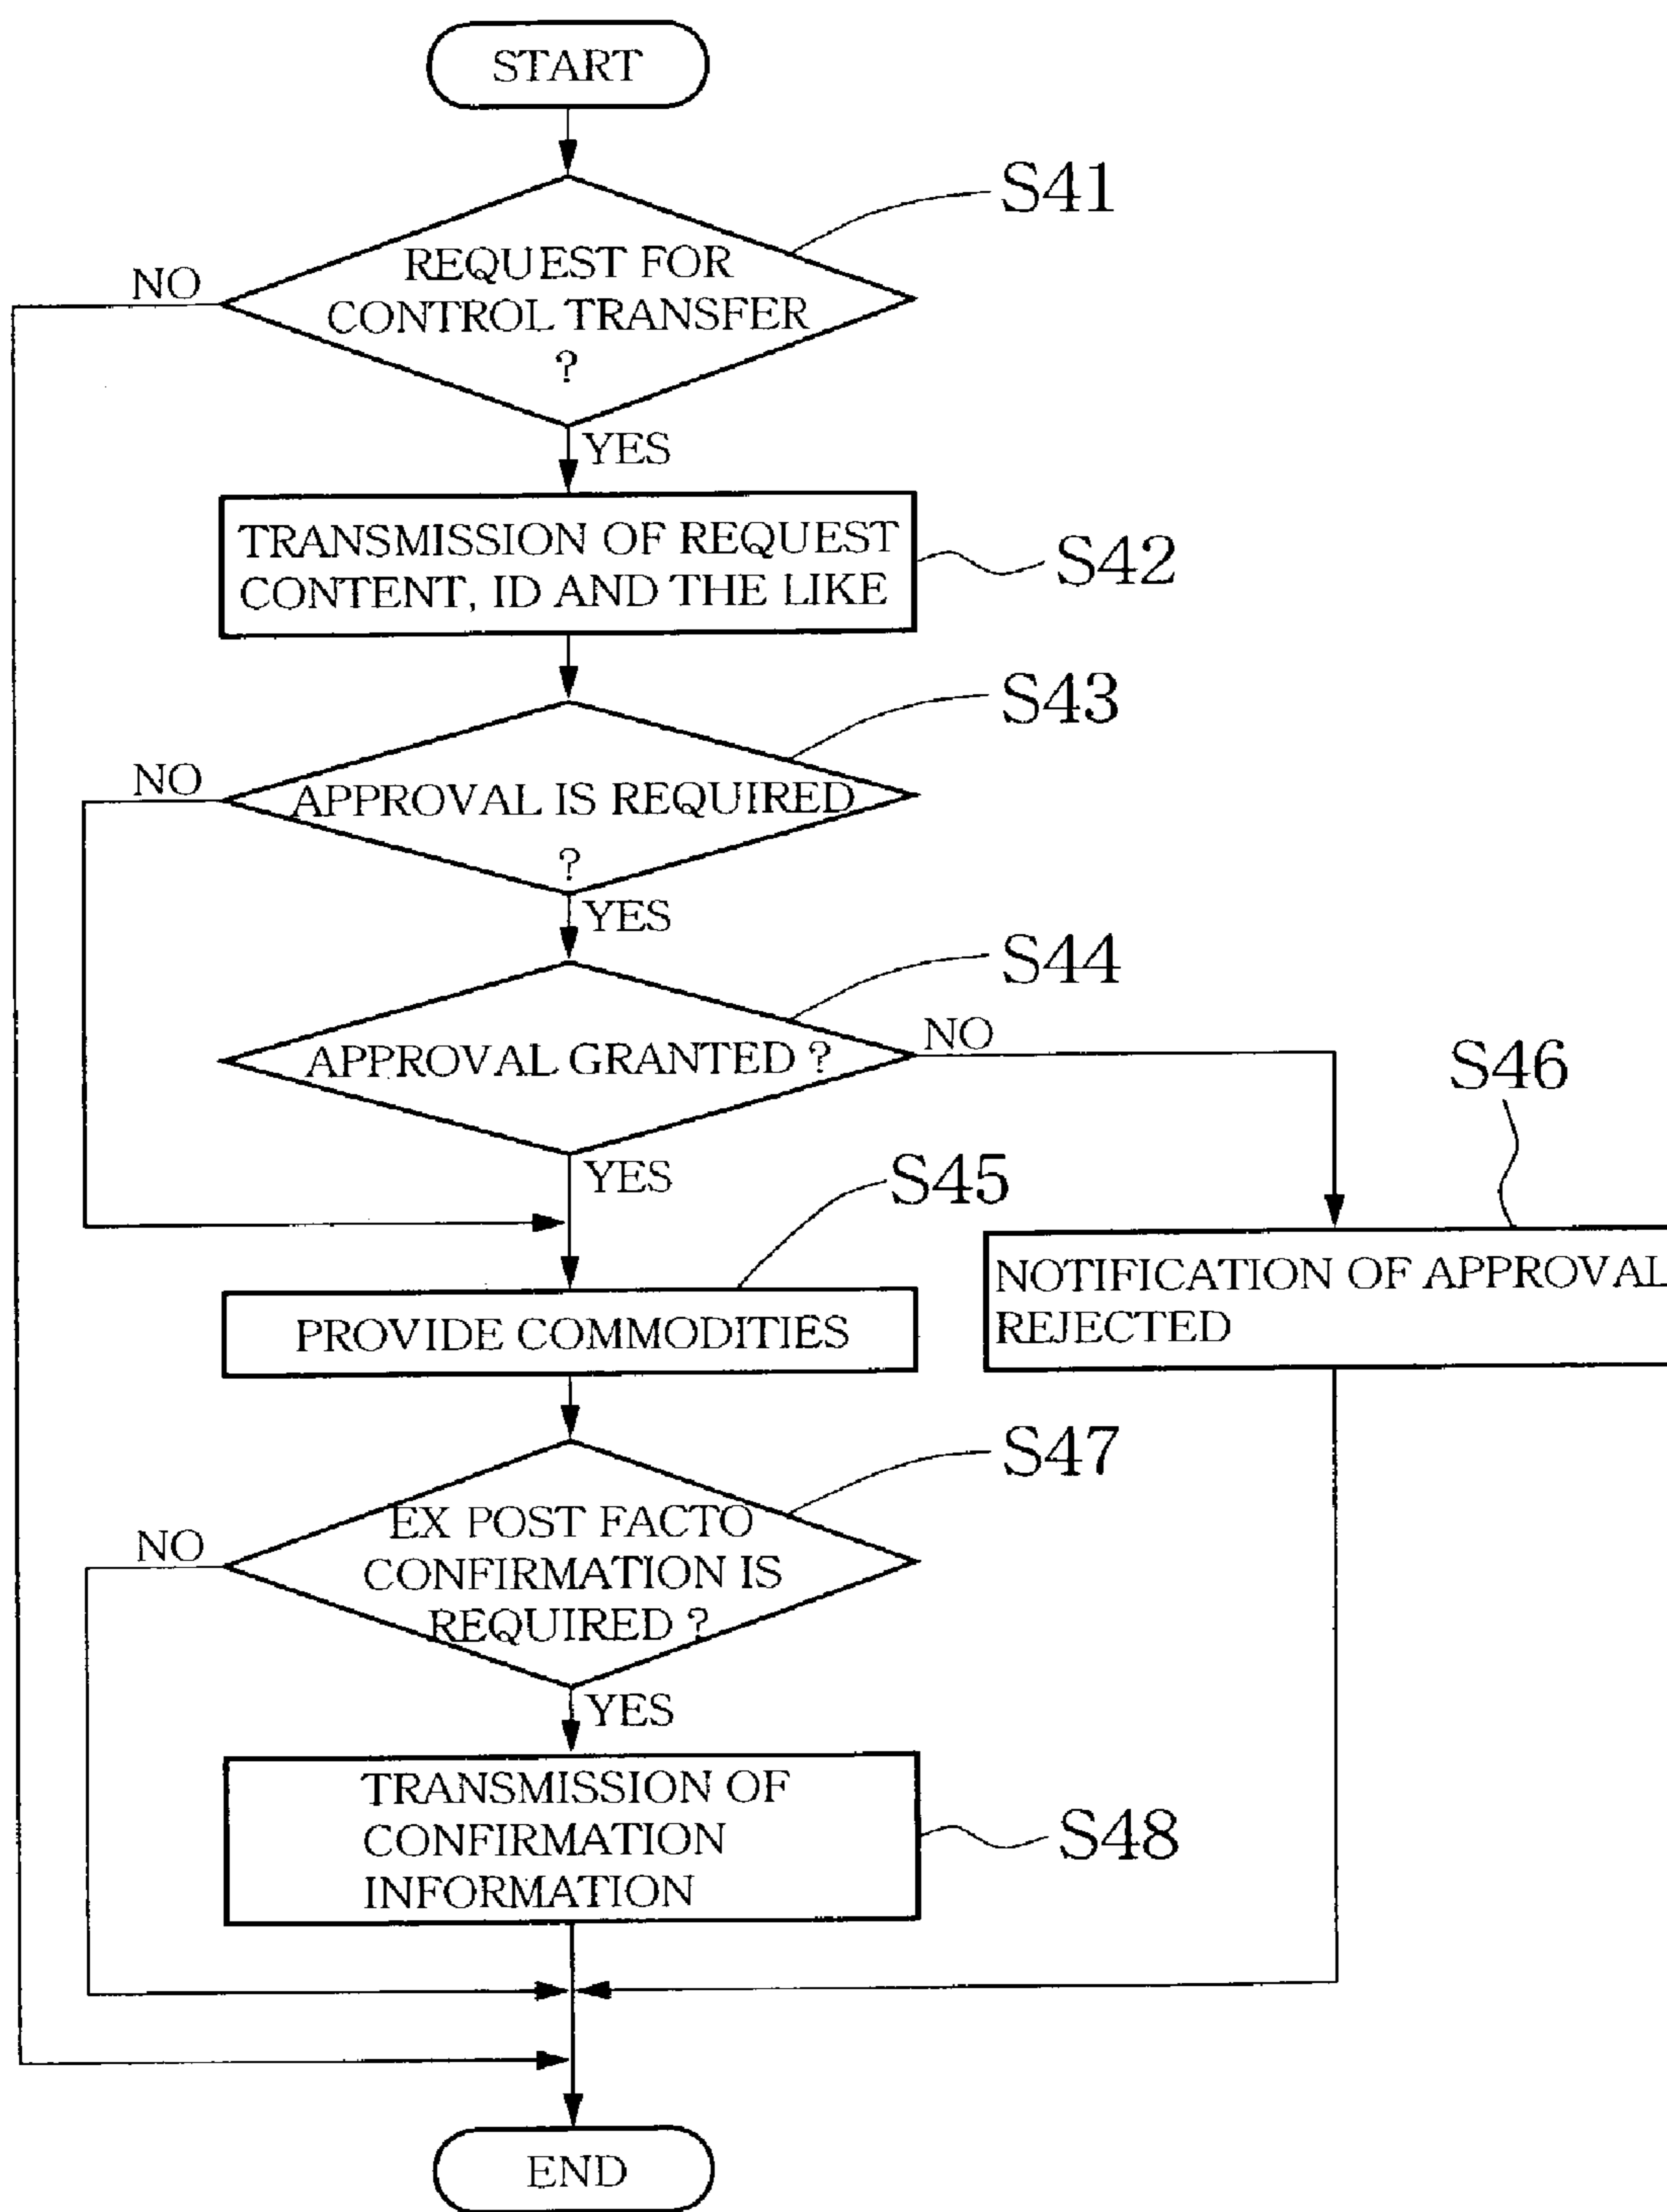 START
S41
REQUEST FOR
CONTROL TRANSFER
?
NO
YES
TRANSMISSION OF REQUEST
CONTENT, ID AND THE LIKE
S42
S43
NO
APPROVAL IS REQUIRED
?
YES
S44
APPROVAL GRANTED ?
NO
YES
S45
S46
PROVIDE COMMODITIES
NOTIFICATION OF APPROVAL
REJECTED
S47
EX POST FACTO
CONFIRMATION IS
REQUIRED ?
NO
YES
TRANSMISSION OF
CONFIRMATION
INFORMATION
S48
END